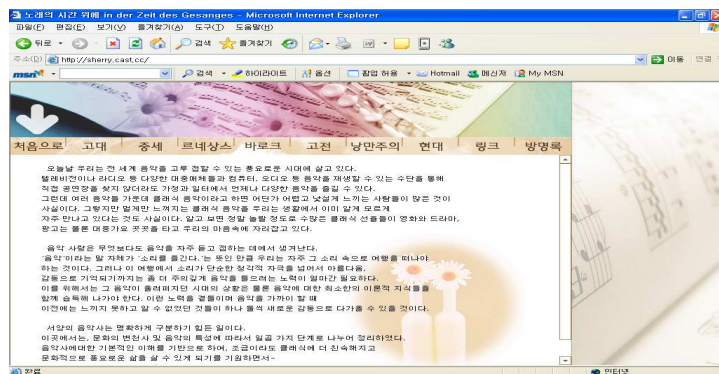 노래의 시간 위에 in der Zeit des Gesanges - Microsoft Internet Explorer
파일(F) 편집(E) 보기(V) 즐겨찾기(A) 도구(T) 도움말(H)
뒤로 검색 즐겨찾기
주소(D) http://sherry.cast.cc/ 이동 연결
msn 검색 하이라이트 옵션 팝업 허용 Hotmail 메신저 My MSN
처음으로 고대 중세 르네상스 바로크 고전 낭만주의 현대 링크 방명록
오늘날 우리는 전 세계 음악을 고루 접할 수 있는 풍요로운 시대에 살고 있다.
텔레비전이나 라디오 등 다양한 대중매체들과 컴퓨터, 오디오 등 음악을 재생할 수 있는 수단을 통해
직접 공연장을 찾지 않더라도 가정과 일터에서 언제나 다양한 음악을 즐길 수 있다.
그런데 여러 음악들 가운데 클래식 음악이라고 하면 어딘가 어렵고 낯설게 느끼는 사람들이 많은 것이
사실이다. 그렇지만 멀게만 느껴지는 클래식 음악을 우리는 생활에서 이미 알게 모르게
자주 만나고 있다는 것도 사실이다. 알고 보면 정말 놀랄 정도로 수많은 클래식 선율들이 영화와 드라마,
광고는 물론 대중가요 곳곳을 타고 우리의 마음속에 자리잡고 있다.
음악 사랑은 무엇보다도 음악을 자주 듣고 접하는 데에서 생겨난다.
'음악'이라는 말 자체가 '소리를 즐긴다.'는 뜻인 만큼 우리는 자주 그 소리 속으로 여행을 떠나야
하는 것이다. 그러나 이 여행에서 소리가 단순한 청각적 자극을 넘어서 아름다움,
감동으로 기억되기까지는 좀 더 주의깊게 음악을 들으려는 노력이 얼마간 필요하다.
이를 위해서는 그 음악이 울려퍼지던 시대의 상황은 물론 음악에 대한 최소한의 이론적 지식들을
함께 습득해 나가야 한다. 이런 노력을 곁들이며 음악을 가까이 할 때
이전에는 느끼지 못하고 알 수 없었던 것들이 하나 둘씩 새로운 감동으로 다가올 수 있을 것이다.
서양의 음악사는 명확하게 구분하기 힘든 일이다.
이곳에서는, 문화의 변천사 및 음악의 특성에 따라서 일곱 가지 단계로 나누어 정리하였다.
음악사에대한 기본적인 이해를 기반으로 하여, 조금이라도 클래식에 더 친숙해지고
문화적으로 풍요로운 삶을 살 수 있게 되기를 기원하면서~
완료 인터넷